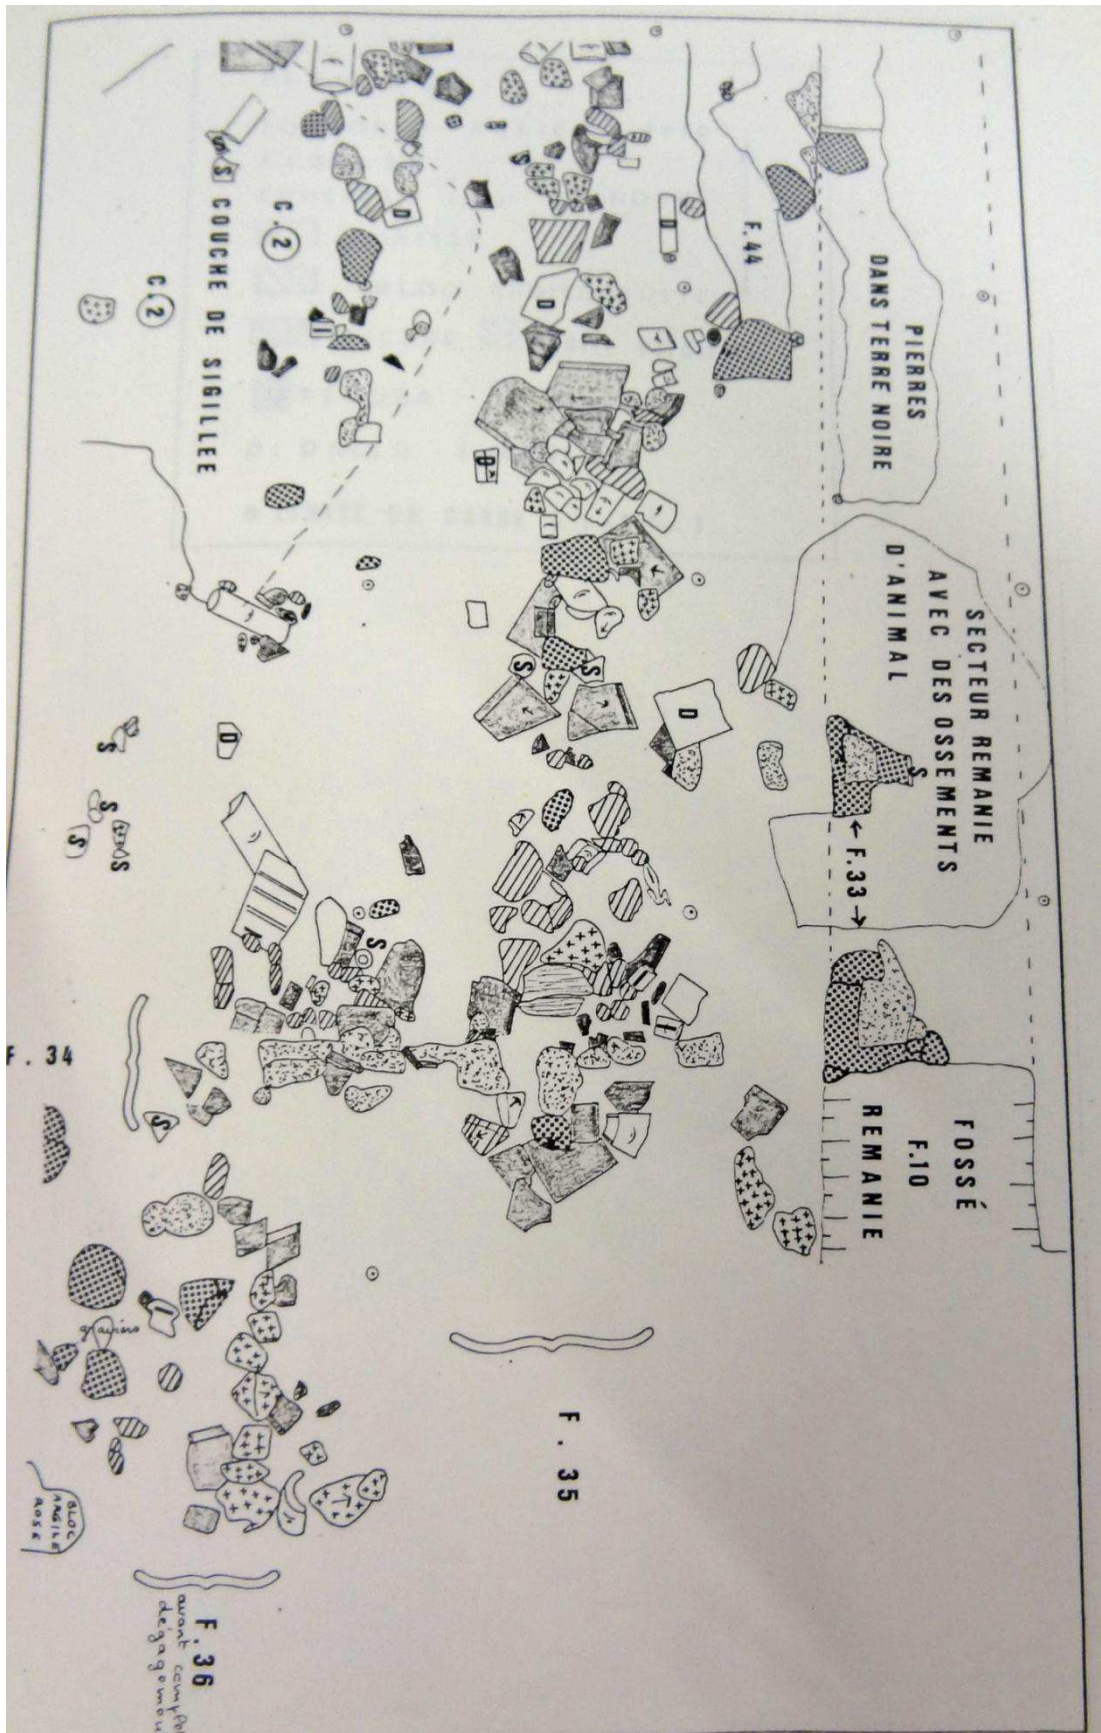 PIERRES
DANS TERRE NOIRE
SECTEUR REMANIE
AVEC DES OSSEMENTS
D'ANIMAL
S
← F.33 →
FOSSÉ
F.10
REMANIE
F.44
D
D
D
S
S
D
F . 35
D
S
D
C.2
S S COUCHE DE SIGILLEE
D
C.2
S
S
S
S
S
F . 34
graviers
BLOC
ARGILE
ROSE
F . 36
avant complet